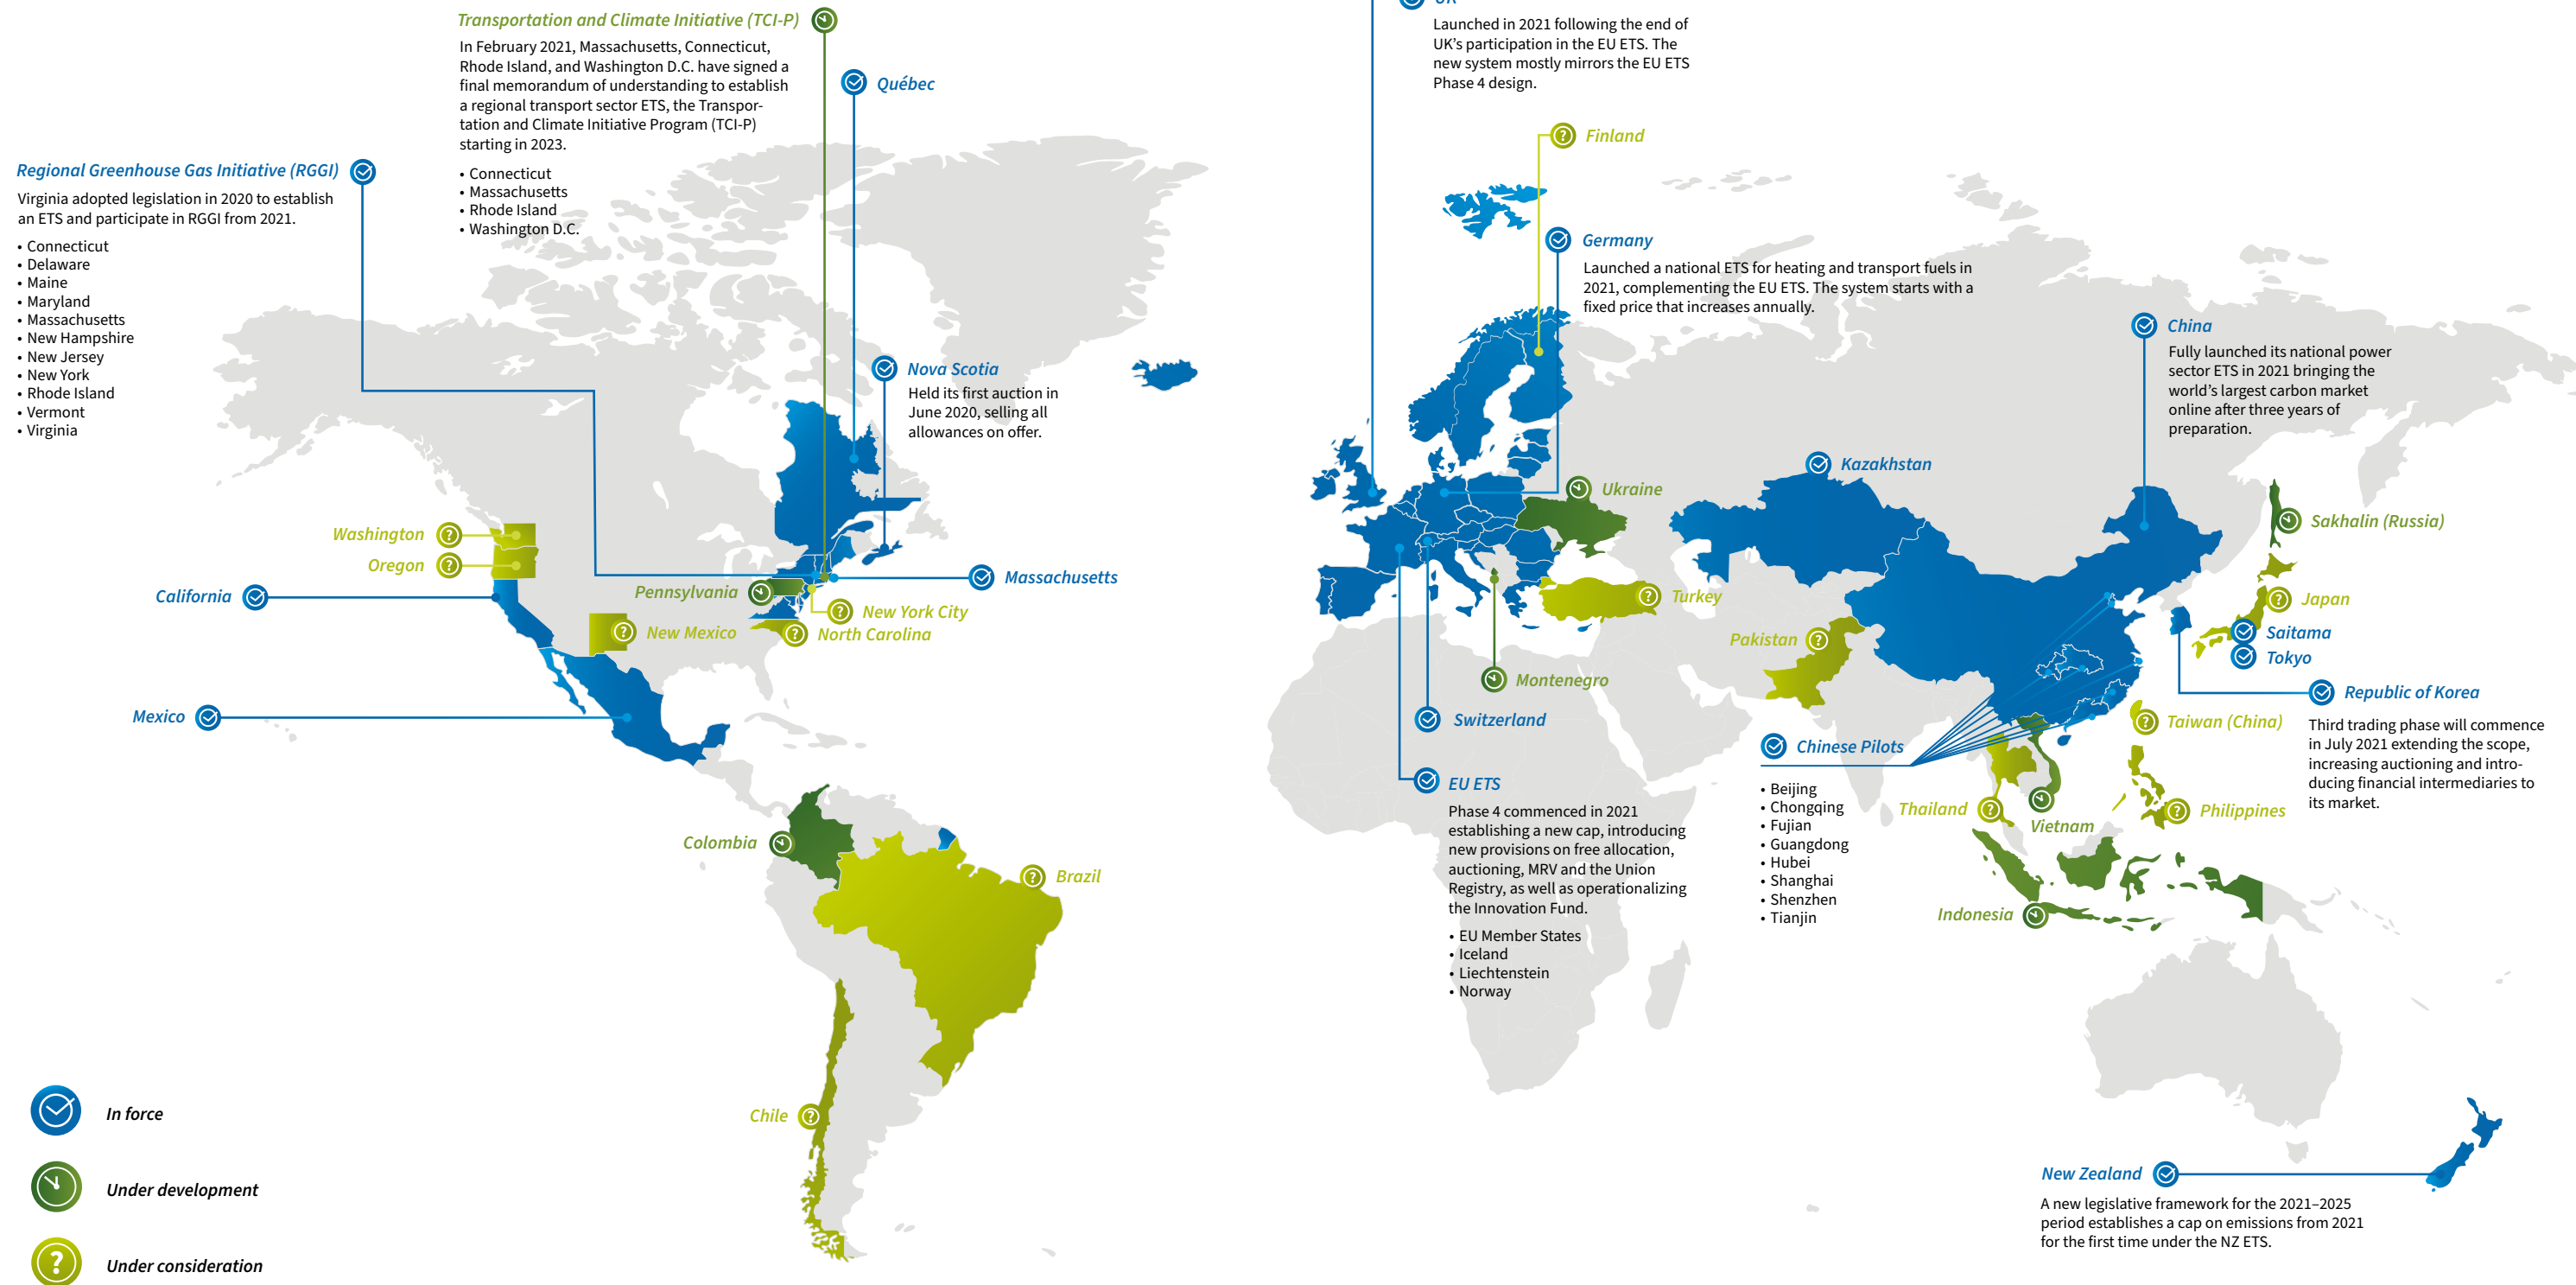 Transportation and Climate Initiative (TCI-P)
In February 2021, Massachusetts, Connecticut,
Rhode Island, and Washington D.C. have signed a
final memorandum of understanding to establish
a regional transport sector ETS, the Transpor-
tation and Climate Initiative Program (TCI-P)
starting in 2023.
• Connecticut
• Massachusetts
• Rhode Island
• Washington D.C.
Regional Greenhouse Gas Initiative (RGGI)
Virginia adopted legislation in 2020 to establish
an ETS and participate in RGGI from 2021.
• Connecticut
• Delaware
• Maine
• Maryland
• Massachusetts
• New Hampshire
• New Jersey
• New York
• Rhode Island
• Vermont
• Virginia
Québec
Nova Scotia
Held its first auction in
June 2020, selling all
allowances on offer.
Washington
Oregon
California
Pennsylvania
Massachusetts
New York City
North Carolina
New Mexico
Mexico
Colombia
Brazil
Chile
In force
Under development
Under consideration
UK
Launched in 2021 following the end of
UK's participation in the EU ETS. The
new system mostly mirrors the EU ETS
Phase 4 design.
Finland
Germany
Launched a national ETS for heating and transport fuels in
2021, complementing the EU ETS. The system starts with a
fixed price that increases annually.
China
Fully launched its national power
sector ETS in 2021 bringing the
world's largest carbon market
online after three years of
preparation.
Kazakhstan
Ukraine
Sakhalin (Russia)
Turkey
Japan
Pakistan
Saitama
Tokyo
Montenegro
Switzerland
Republic of Korea
Third trading phase will commence
in July 2021 extending the scope,
increasing auctioning and intro-
ducing financial intermediaries to
its market.
Taiwan (China)
Chinese Pilots
• Beijing
• Chongqing
• Fujian
• Guangdong
• Hubei
• Shanghai
• Shenzhen
• Tianjin
EU ETS
Phase 4 commenced in 2021
establishing a new cap, introducing
new provisions on free allocation,
auctioning, MRV and the Union
Registry, as well as operationalizing
the Innovation Fund.
• EU Member States
• Iceland
• Liechtenstein
• Norway
Thailand
Vietnam
Philippines
Indonesia
New Zealand
A new legislative framework for the 2021–2025
period establishes a cap on emissions from 2021
for the first time under the NZ ETS.